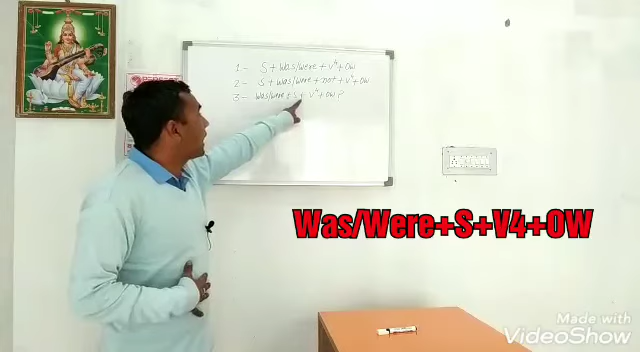 1- S + Was/were + V⁴ + OW
2- S + Was/were + not + V⁴ + OW
3- Was/were + S + V⁴ + OW ?
Was/Were+S+V4+OW
Made with
VideoShow